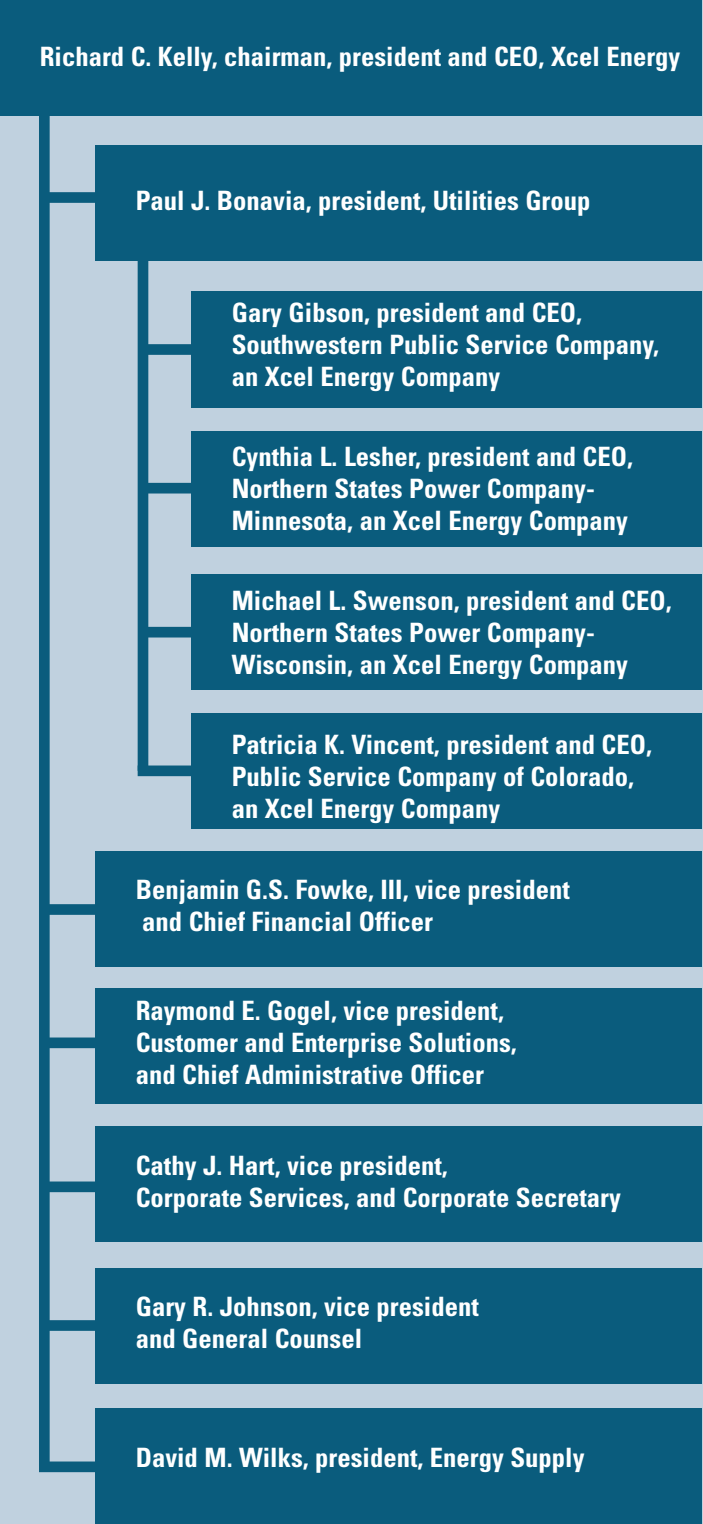 Richard C. Kelly, chairman, president and CEO, Xcel Energy
Paul J. Bonavia, president, Utilities Group
Gary Gibson, president and CEO,
Southwestern Public Service Company,
an Xcel Energy Company
Cynthia L. Lesher, president and CEO,
Northern States Power Company-
Minnesota, an Xcel Energy Company
Michael L. Swenson, president and CEO,
Northern States Power Company-
Wisconsin, an Xcel Energy Company
Patricia K. Vincent, president and CEO,
Public Service Company of Colorado,
an Xcel Energy Company
Benjamin G.S. Fowke, III, vice president
and Chief Financial Officer
Raymond E. Gogel, vice president,
Customer and Enterprise Solutions,
and Chief Administrative Officer
Cathy J. Hart, vice president,
Corporate Services, and Corporate Secretary
Gary R. Johnson, vice president
and General Counsel
David M. Wilks, president, Energy Supply